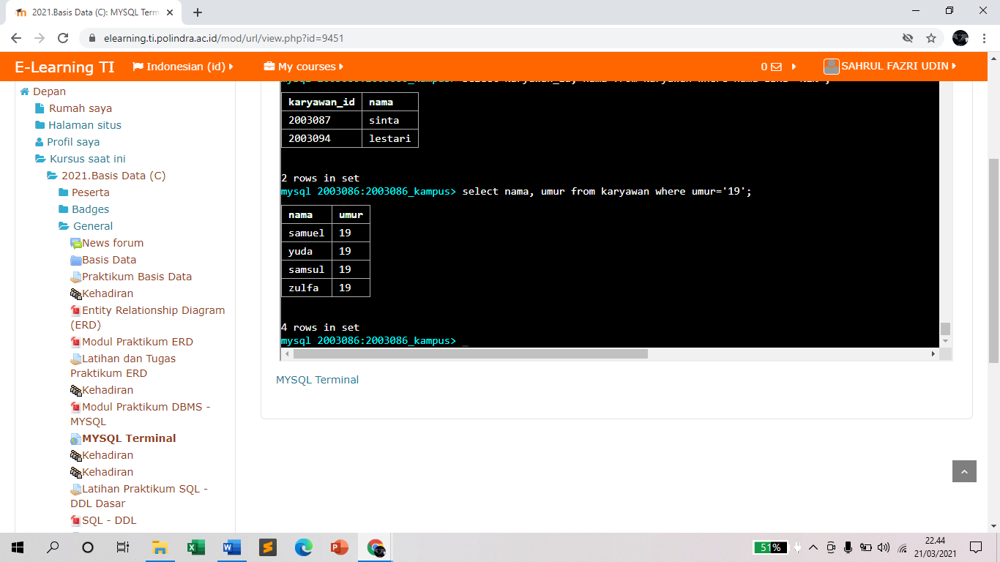 2021.Basis Data (C): MYSQL Term
elearning.ti.polindra.ac.id/mod/url/view.php?id=9451
E-Learning TI
Indonesian (id)
My courses
0
SAHRUL FAZRI UDIN
Depan
Rumah saya
Halaman situs
Profil saya
Kursus saat ini
2021.Basis Data (C)
Peserta
Badges
General
News forum
Basis Data
Praktikum Basis Data
Kehadiran
Entity Relationship Diagram
(ERD)
Modul Praktikum ERD
Latihan dan Tugas
Praktikum ERD
Kehadiran
Modul Praktikum DBMS -
MYSQL
MYSQL Terminal
Kehadiran
Kehadiran
Latihan Praktikum SQL -
DDL Dasar
SQL - DDL
karyawan_id nama
2003087 sinta
2003094 lestari
2 rows in set
mysql 2003086:2003086_kampus> select nama, umur from karyawan where umur='19';
nama umur
samuel 19
yuda 19
samsul 19
zulfa 19
4 rows in set
mysql 2003086:2003086_kampus> _
MYSQL Terminal
51%
22.44
21/03/2021